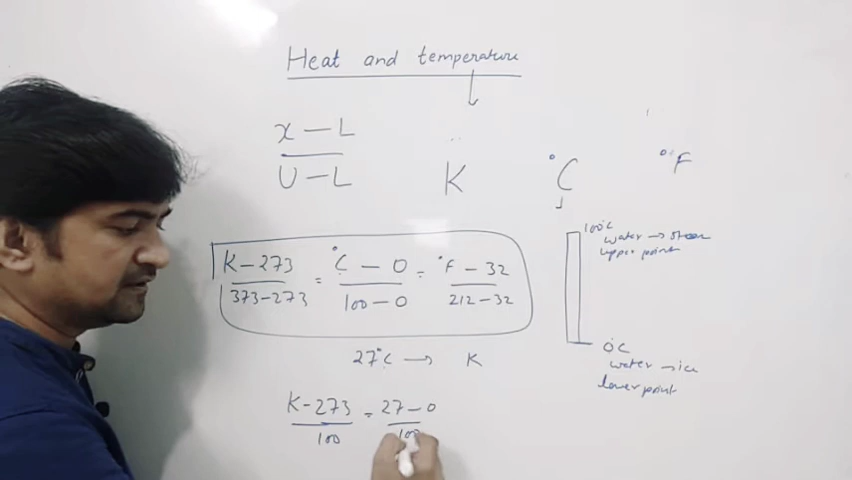 Heat and temperature
x - L
U - L
K
°C
°F
K - 273 = °C - 0 = °F - 32
373-273 100-0 212-32
27°C → K
K - 273 = 27 - 0
100 100
100°C
water → steam
upper point
0°C
water → ice
lower point